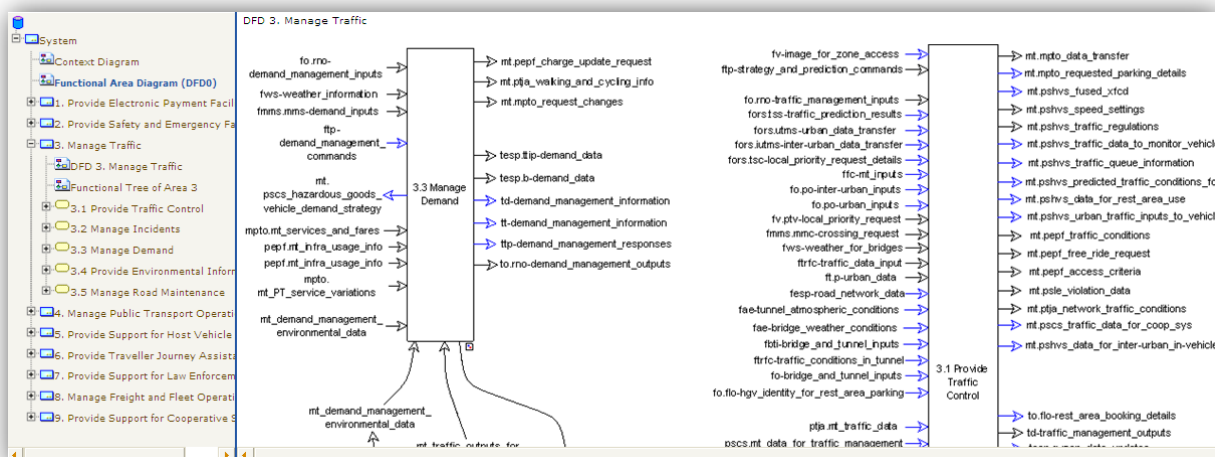 DFD 3. Manage Traffic
System
Context Diagram
Functional Area Diagram (DFD0)
1. Provide Electronic Payment Facil
2. Provide Safety and Emergency Fa
3. Manage Traffic
DFD 3. Manage Traffic
Functional Tree of Area 3
3.1 Provide Traffic Control
3.2 Manage Incidents
3.3 Manage Demand
3.4 Provide Environmental Inforr
3.5 Manage Road Maintenance
4. Manage Public Transport Operati
5. Provide Support for Host Vehicle
6. Provide Traveller Journey Assista
7. Provide Support for Law Enforcem
8. Manage Freight and Fleet Operati
9. Provide Support for Cooperative S
fo.rno-
demand_management_inputs
fws-weather_information
fmms.mms-demand_inputs
ttp-
demand_management_
commands
mt.
pscs_hazardous_goods_
vehicle_demand_strategy
mpto.mt_services_and_fares
pepf.mt_infra_usage_info
pepf.mt_infra_usage_info
mpto.
mt_PT_service_variations
mt_demand_management_
environmental_data
3.3 Manage
Demand
mt.pepf_charge_update_request
mt.ptja_walking_and_cycling_info
mt.mpto_request_changes
tesp.ttip-demand_data
tesp.b-demand_data
td-demand_management_information
tt-demand_management_information
ttp-demand_management_responses
to.rno-demand_management_outputs
mt_demand_management_
environmental_data
mt_traffic_outputs_for
fv-image_for_zone_access
ftp-strategy_and_prediction_commands
fo.rno-traffic_management_inputs
fors1ss-traffic_prediction_results
fors.utms-urban_data_transfer
fors.iutms-inter-urban_data_transfer
fors.tsc-local_priority_request_details
ffc-mt_inputs
fo.po-inter-urban_inputs
fo.po-urban_inputs
fv.ptv-local_priority_request
fmms.mmc-crossing_request
fws-weather_for_bridges
ftrfc-traffic_data_input
ft.p-urban_data
fesp-road_network_data
fae-tunnel_atmospheric_conditions
fae-bridge_weather_conditions
fbti-bridge_and_tunnel_inputs
ftrfc-traffic_conditions_in_tunnel
fo-bridge_and_tunnel_inputs
fo.flo-hgv_identity_for_rest_area_parking
ptja.mt_traffic_data
pscs.mt_data_for_traffic_management
3.1 Provide
Traffic
Control
mt.mpto_data_transfer
mt.mpto_requested_parking_details
mt.pshvs_fused_xfcd
mt.pshvs_speed_settings
mt.pshvs_traffic_regulations
mt.pshvs_traffic_data_to_monitor_vehicle
mt.pshvs_traffic_queue_information
mt.pshvs_predicted_traffic_conditions_fo
mt.pshvs_data_for_rest_area_use
mt.pshvs_urban_traffic_inputs_to_vehicl
mt.pepf_traffic_conditions
mt.pepf_free_ride_request
mt.pepf_access_criteria
mt.psle_violation_data
mt.ptja_network_traffic_conditions
mt.pscs_traffic_data_for_coop_sys
mt.pshvs_data_for_inter-urban_in-vehicle
to.flo-rest_area_booking_details
td-traffic_management_outputs